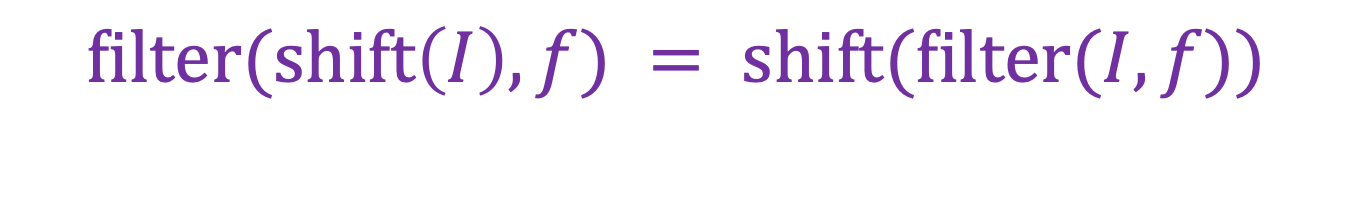 filter(shift(I), f) = shift(filter(I, f))